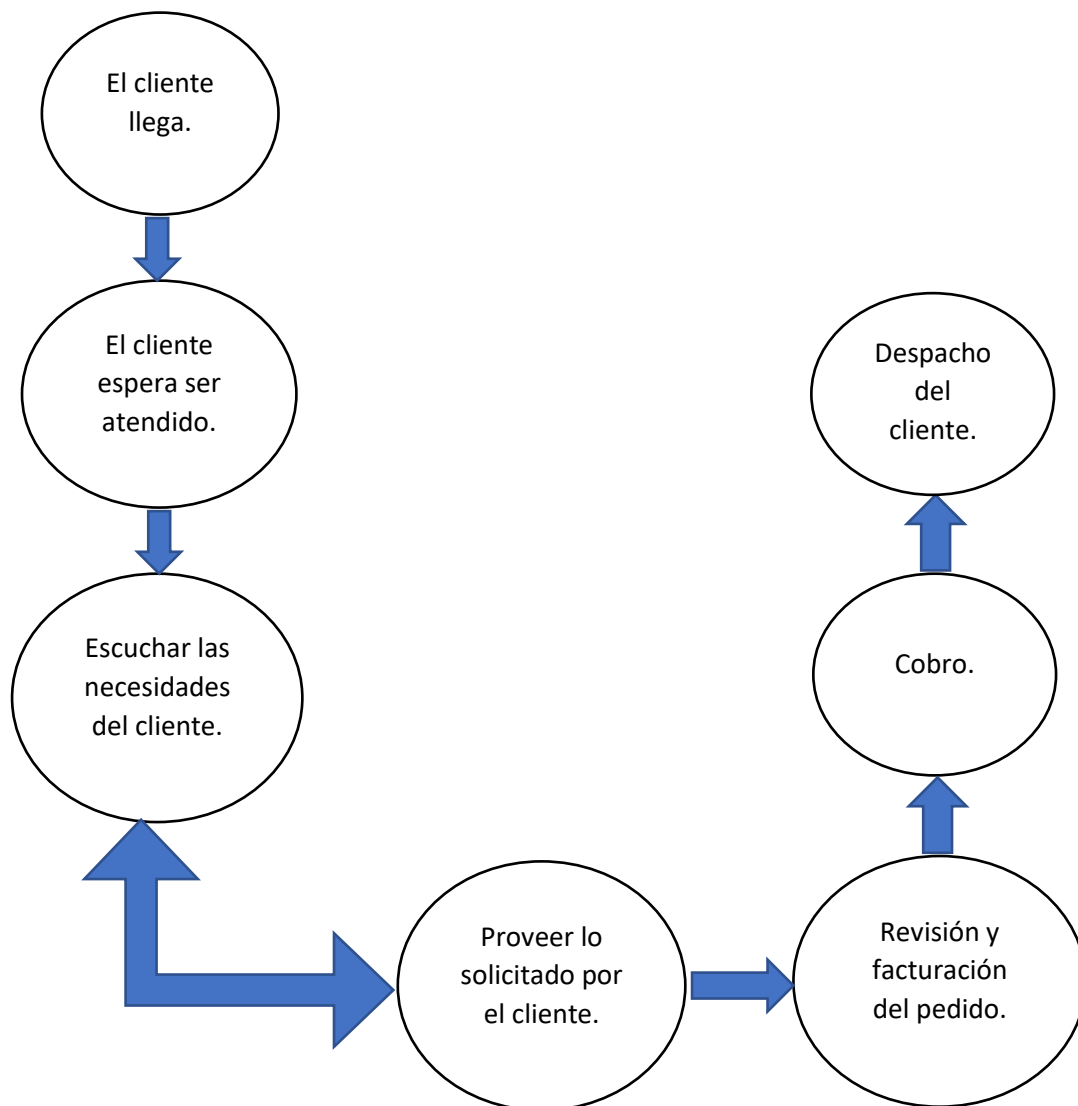 El cliente
llega.
El cliente
espera ser
atendido.
Escuchar las
necesidades
del cliente.
Proveer lo
solicitado por
el cliente.
Revisión y
facturación
del pedido.
Cobro.
Despacho
del
cliente.